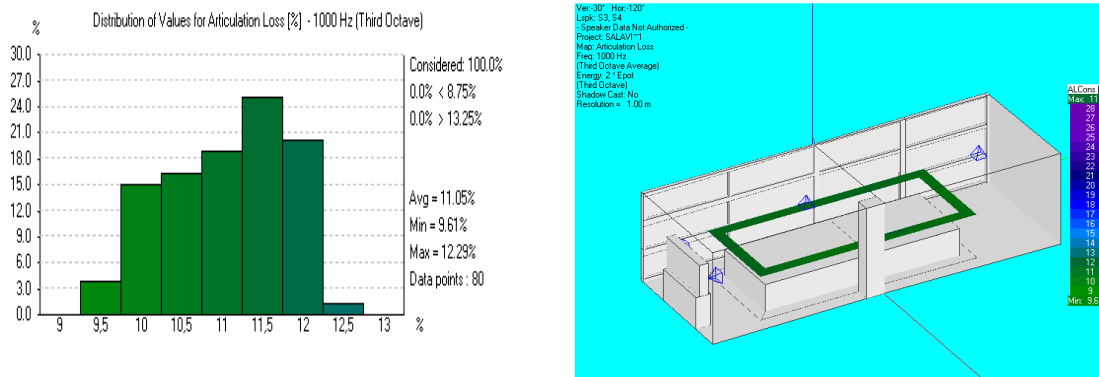 Distribution of Values for Articulation Loss [%] - 1000 Hz (Third Octave)
%
30.0
27.0
24.0
21.0
18.0
15.0
12.0
9.0
6.0
3.0
0.0
9 9,5 10 10,5 11 11,5 12 12,5 13 %
Considered: 100.0%
0.0% < 8.75%
0.0% > 13.25%
Avg = 11.05%
Min = 9.61%
Max = 12.29%
Data points : 80
Ver:-30° Hor:-120°
Lspk: S3, S4
- Speaker Data Not Authorized -
Project: SALAVI~1
Map: Articulation Loss
Freq: 1000 Hz
(Third Octave Average)
Energy: 2 * Epot
(Third Octave)
Shadow Cast: No
Resolution = 1.00 m
ALCons
Max: 11
28
27
26
25
24
23
22
21
20
19
18
17
16
15
14
13
12
11
10
9
Min: 9.6